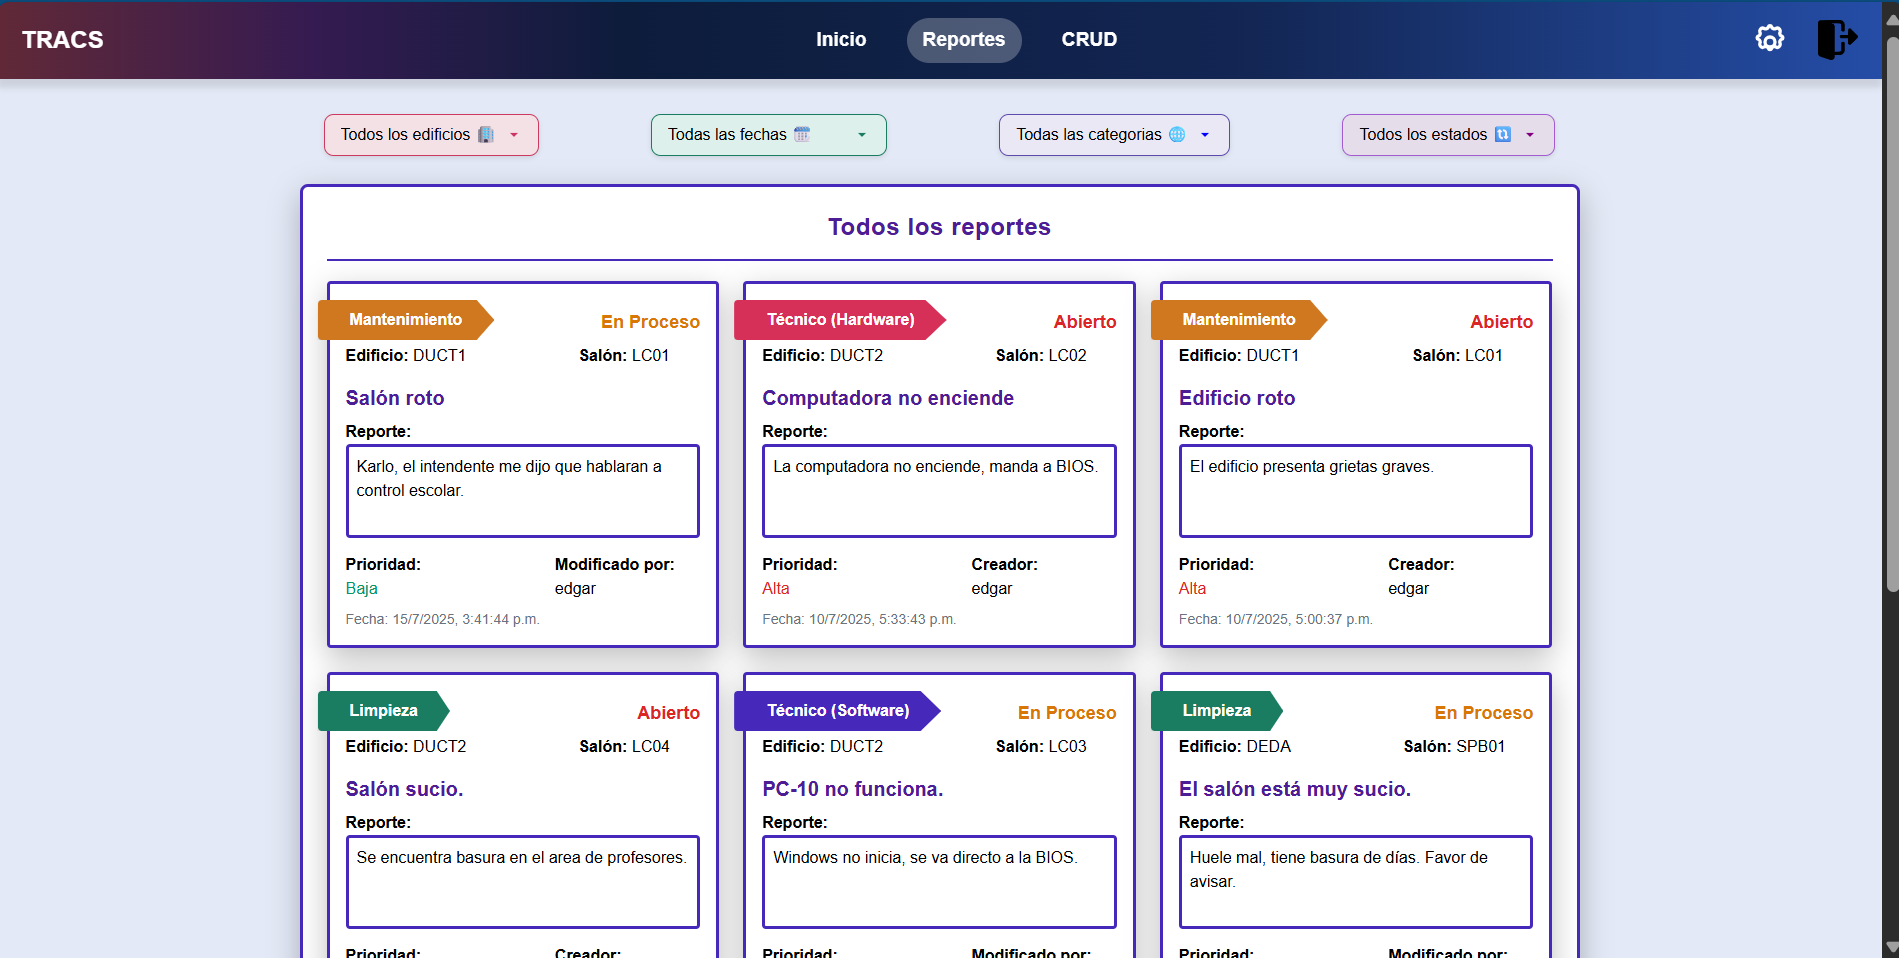 TRACS
Inicio
Reportes
CRUD
Todos los edificios
Todas las fechas
Todas las categorias
Todos los estados
Todos los reportes
Mantenimiento
En Proceso
Edificio: DUCT1
Salón: LC01
Salón roto
Reporte:
Karlo, el intendente me dijo que hablaran a
control escolar.
Prioridad:
Modificado por:
Baja
edgar
Fecha: 15/7/2025, 3:41:44 p.m.
Técnico (Hardware)
Abierto
Edificio: DUCT2
Salón: LC02
Computadora no enciende
Reporte:
La computadora no enciende, manda a BIOS.
Prioridad:
Creador:
Alta
edgar
Fecha: 10/7/2025, 5:33:43 p.m.
Mantenimiento
Abierto
Edificio: DUCT1
Salón: LC01
Edificio roto
Reporte:
El edificio presenta grietas graves.
Prioridad:
Creador:
Alta
edgar
Fecha: 10/7/2025, 5:00:37 p.m.
Limpieza
Abierto
Edificio: DUCT2
Salón: LC04
Salón sucio.
Reporte:
Se encuentra basura en el area de profesores.
Prioridad:
Creador:
Técnico (Software)
En Proceso
Edificio: DUCT2
Salón: LC03
PC-10 no funciona.
Reporte:
Windows no inicia, se va directo a la BIOS.
Prioridad:
Modificado por:
Limpieza
En Proceso
Edificio: DEDA
Salón: SPB01
El salón está muy sucio.
Reporte:
Huele mal, tiene basura de días. Favor de
avisar.
Prioridad:
Modificado por: